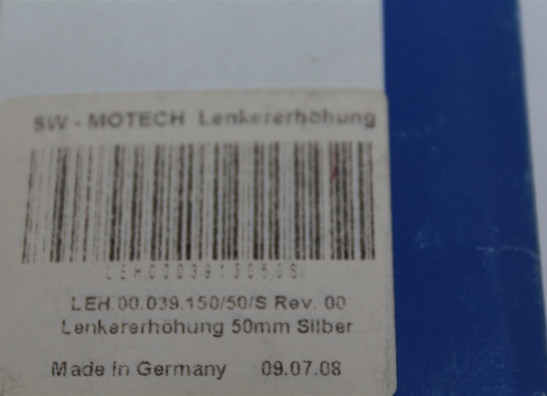 SW - MOTECH Lenkererhöhung
LEH.00.039.150/50/S Rev. 00
Lenkererhöhung 50mm Silber
Made in Germany 09.07.08